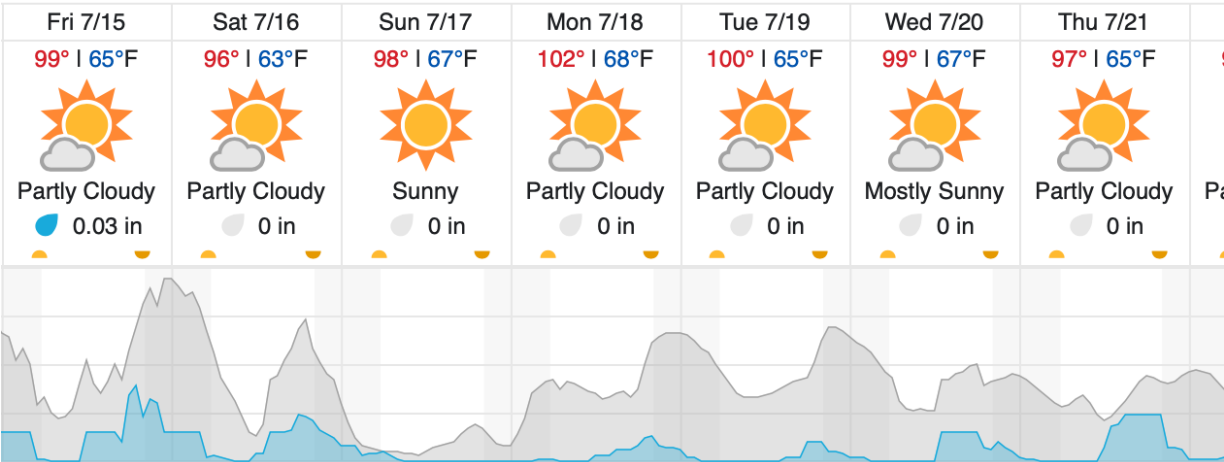 Fri 7/15 Sat 7/16 Sun 7/17 Mon 7/18 Tue 7/19 Wed 7/20 Thu 7/21
99° | 65°F 96° | 63°F 98° | 67°F 102° | 68°F 100° | 65°F 99° | 67°F 97° | 65°F
Partly Cloudy Partly Cloudy Sunny Partly Cloudy Partly Cloudy Mostly Sunny Partly Cloudy
0.03 in 0 in 0 in 0 in 0 in 0 in 0 in